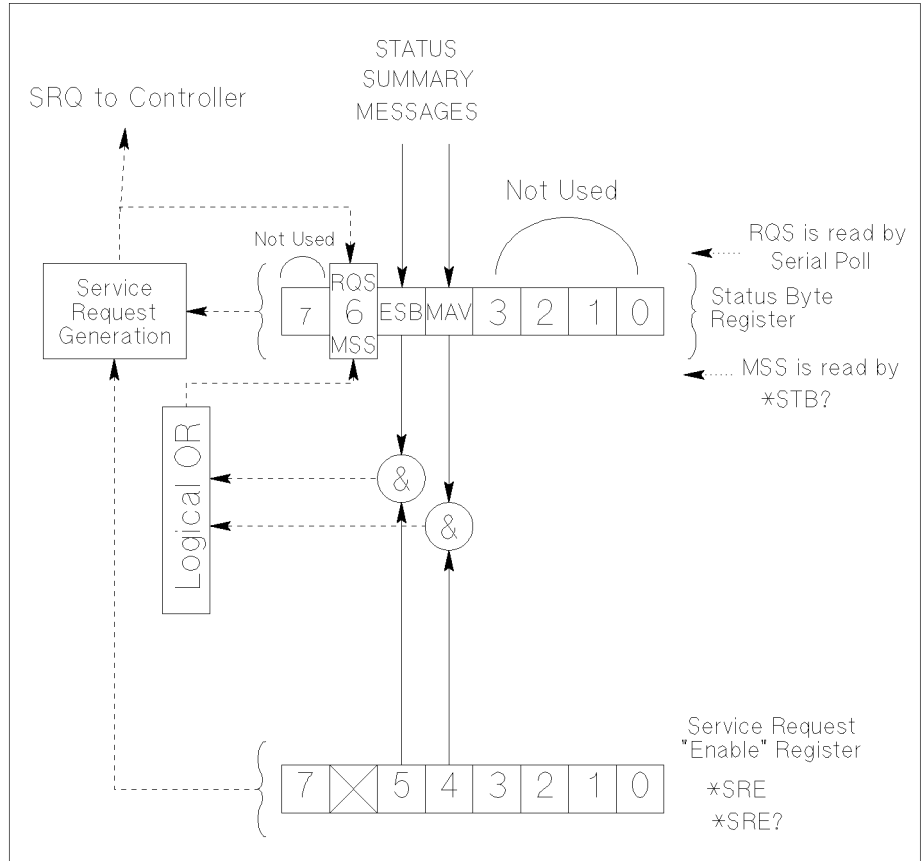 STATUS
SUMMARY
MESSAGES
SRQ to Controller
Not Used
Not Used
RQS is read by
Serial Poll
Service
Request
Generation
7
RQS
6
MSS
ESB
MAV
3
2
1
0
Status Byte
Register
MSS is read by
*STB?
Logical OR
&
&
Service Request
"Enable" Register
7
5
4
3
2
1
0
*SRE
*SRE?